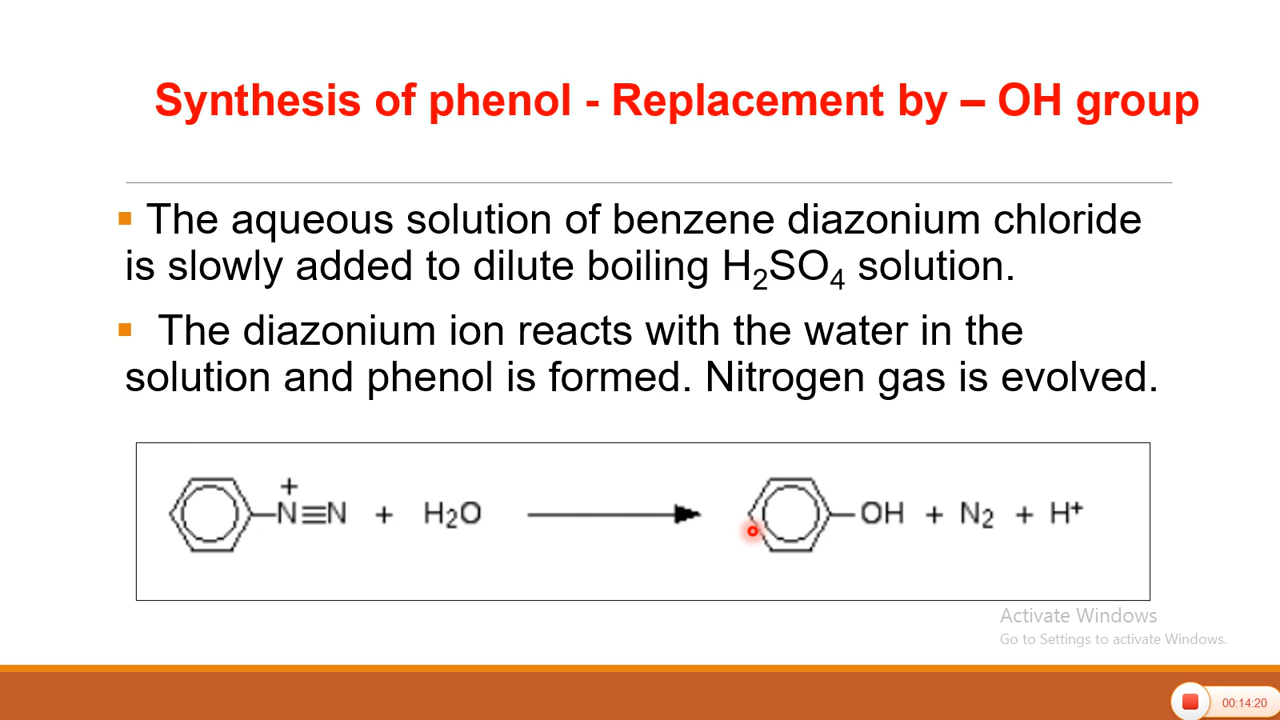 Synthesis of phenol - Replacement by – OH group
▪ The aqueous solution of benzene diazonium chloride
is slowly added to dilute boiling H₂SO₄ solution.
▪ The diazonium ion reacts with the water in the
solution and phenol is formed. Nitrogen gas is evolved.
+
N≡N + H₂O OH + N₂ + H⁺
Activate Windows
Go to Settings to activate Windows.
00:14:20